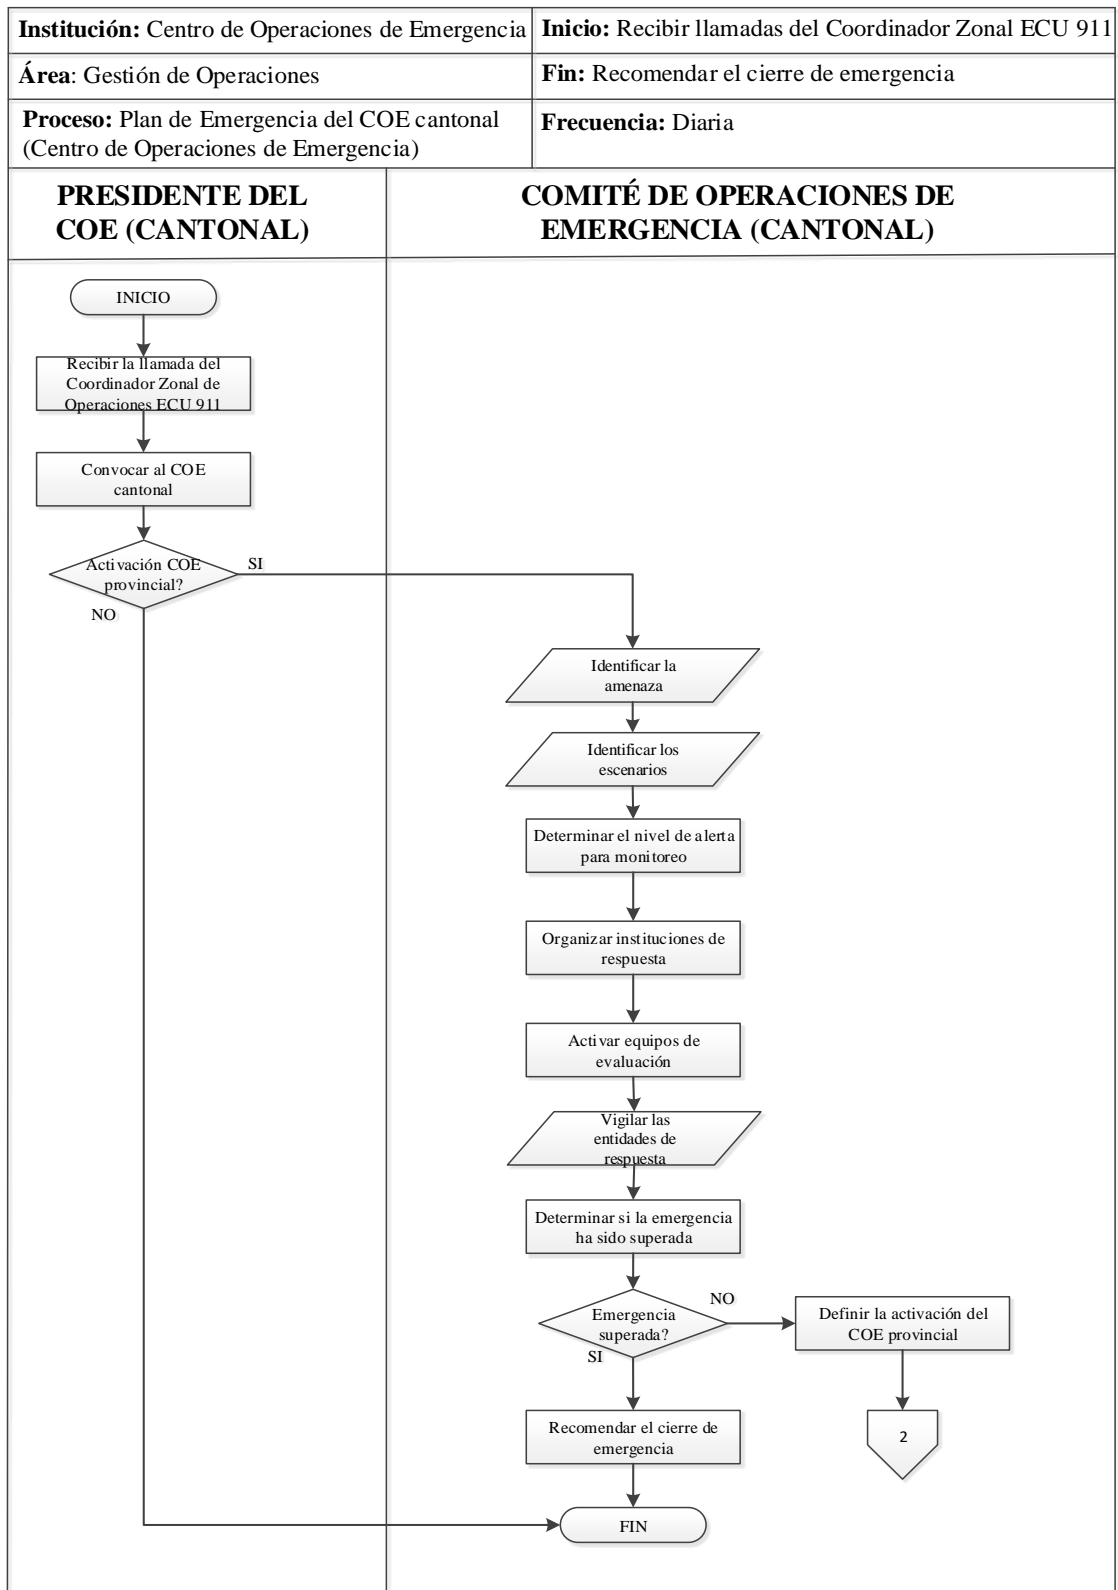 Institución: Centro de Operaciones de Emergencia
Inicio: Recibir llamadas del Coordinador Zonal ECU 911
Área: Gestión de Operaciones
Fin: Recomendar el cierre de emergencia
Proceso: Plan de Emergencia del COE cantonal
(Centro de Operaciones de Emergencia)
Frecuencia: Diaria
PRESIDENTE DEL
COE (CANTONAL)
COMITÉ DE OPERACIONES DE
EMERGENCIA (CANTONAL)
INICIO
Recibir la llamada del
Coordinador Zonal de
Operaciones ECU 911
Convocar al COE
cantonal
Activación COE
provincial?
SI
NO
Identificar la
amenaza
Identificar los
escenarios
Determinar el nivel de alerta
para monitoreo
Organizar instituciones de
respuesta
Activar equipos de
evaluación
Vigilar las
entidades de
respuesta
Determinar si la emergencia
ha sido superada
Emergencia
superada?
NO
SI
Definir la activación del
COE provincial
2
Recomendar el cierre de
emergencia
FIN